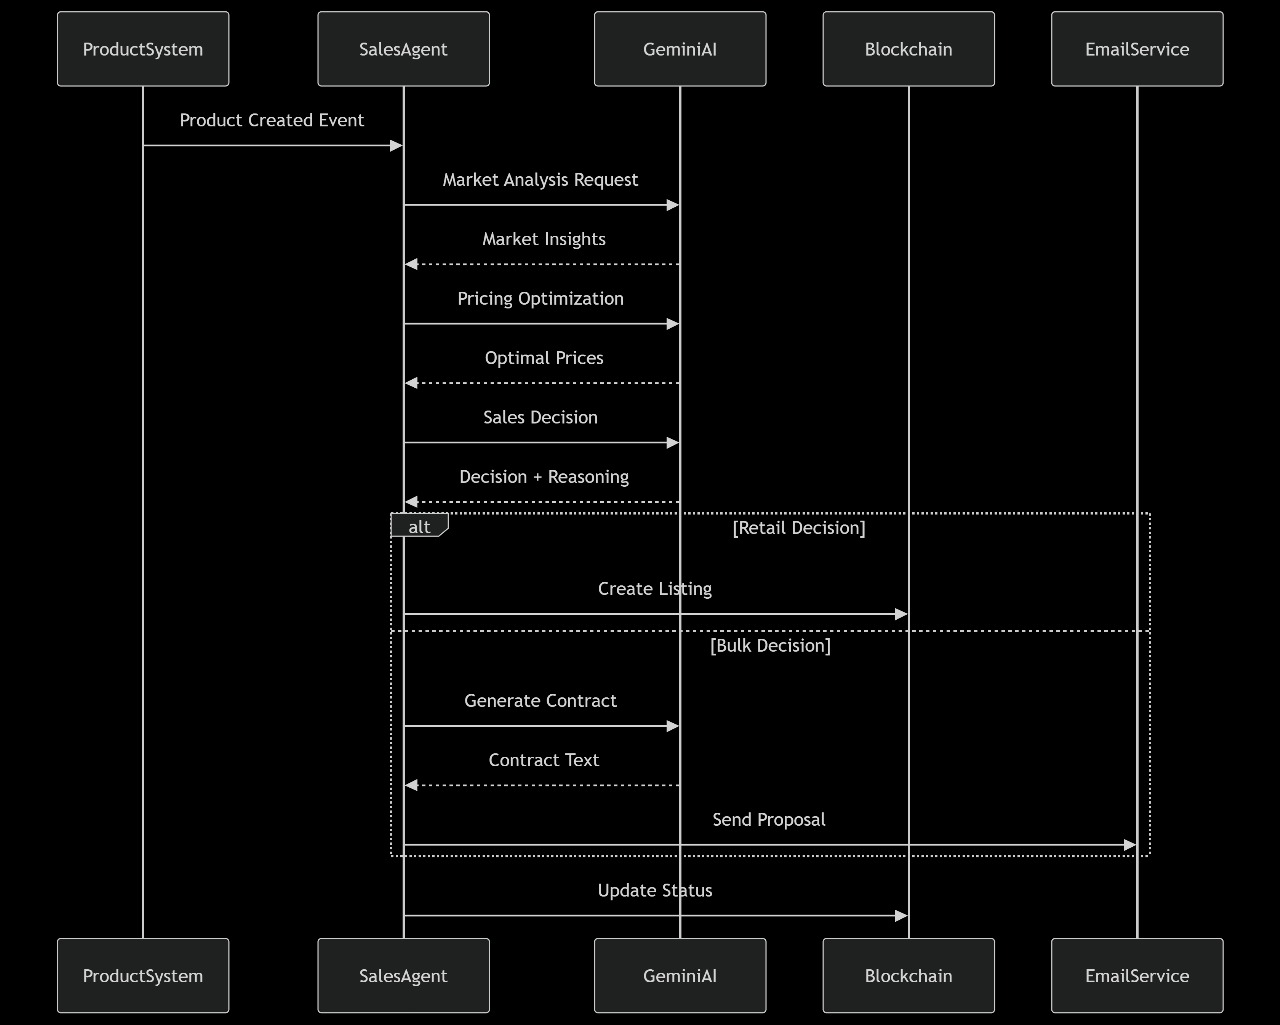 ProductSystem
SalesAgent
GeminiAI
Blockchain
EmailService
Product Created Event
Market Analysis Request
Market Insights
Pricing Optimization
Optimal Prices
Sales Decision
Decision + Reasoning
alt
[Retail Decision]
Create Listing
[Bulk Decision]
Generate Contract
Contract Text
Send Proposal
Update Status
ProductSystem
SalesAgent
GeminiAI
Blockchain
EmailService